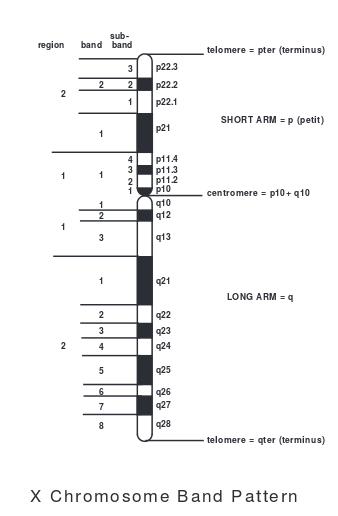 sub-
region band band
telomere = pter (terminus)
3 p22.3
2 2 p22.2
2
1 p22.1
SHORT ARM = p (petit)
1 p21
4 p11.4
3 p11.3
1 1
2 p11.2
1 p10
centromere = p10+ q10
1 q10
2 q12
1
3 q13
1 q21
LONG ARM = q
2 q22
3 q23
2 4 q24
5 q25
6 q26
7 q27
8 q28
telomere = qter (terminus)
X Chromosome Band Pattern